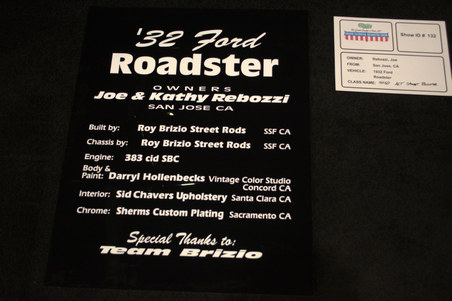 '32 Ford
Roadster
OWNERS
Joe & Kathy Rebozzi
SAN JOSE CA
Built by: Roy Brizio Street Rods SSF CA
Chassis by: Roy Brizio Street Rods SSF CA
Engine: 383 cid SBC
Body &
Paint: Darryl Hollenbecks Vintage Color Studio
Concord CA
Interior: Sid Chavers Upholstery Santa Clara CA
Chrome: Sherms Custom Plating Sacramento CA
Special Thanks to:
Team Brizio
Show ID # 133
OWNER: Rebozzi, Joe
FROM: San Jose, CA
VEHICLE: 1932 Ford
Roadster
CLASS NAME: